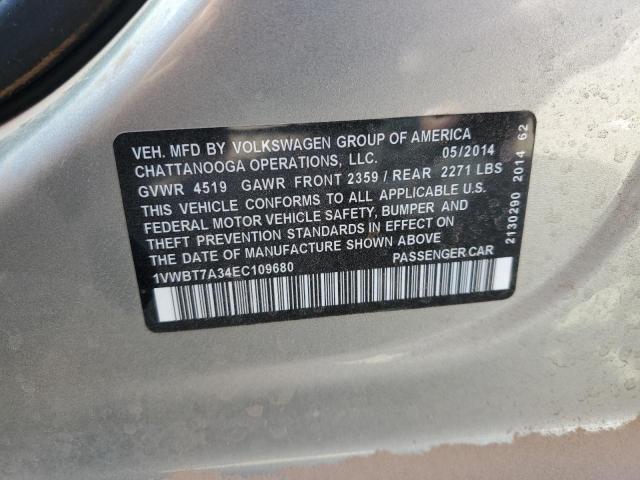 VEH. MFD BY VOLKSWAGEN GROUP OF AMERICA
CHATTANOOGA OPERATIONS, LLC. 05/2014
GVWR 4519 GAWR FRONT 2359 / REAR 2271 LBS
THIS VEHICLE CONFORMS TO ALL APPLICABLE U.S.
FEDERAL MOTOR VEHICLE SAFETY, BUMPER AND
THEFT PREVENTION STANDARDS IN EFFECT ON
THE DATE OF MANUFACTURE SHOWN ABOVE
1VWBT7A34EC109680 PASSENGER CAR
2130290 2014 62